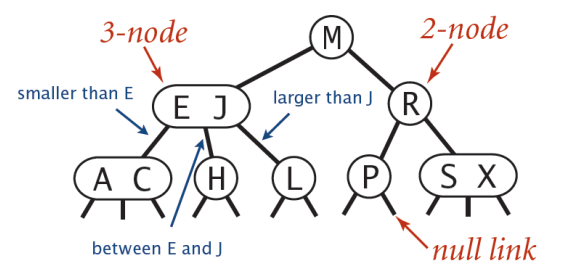 3-node
2-node
M
smaller than E
E J
larger than J
R
A C
H
L
P
S X
between E and J
null link